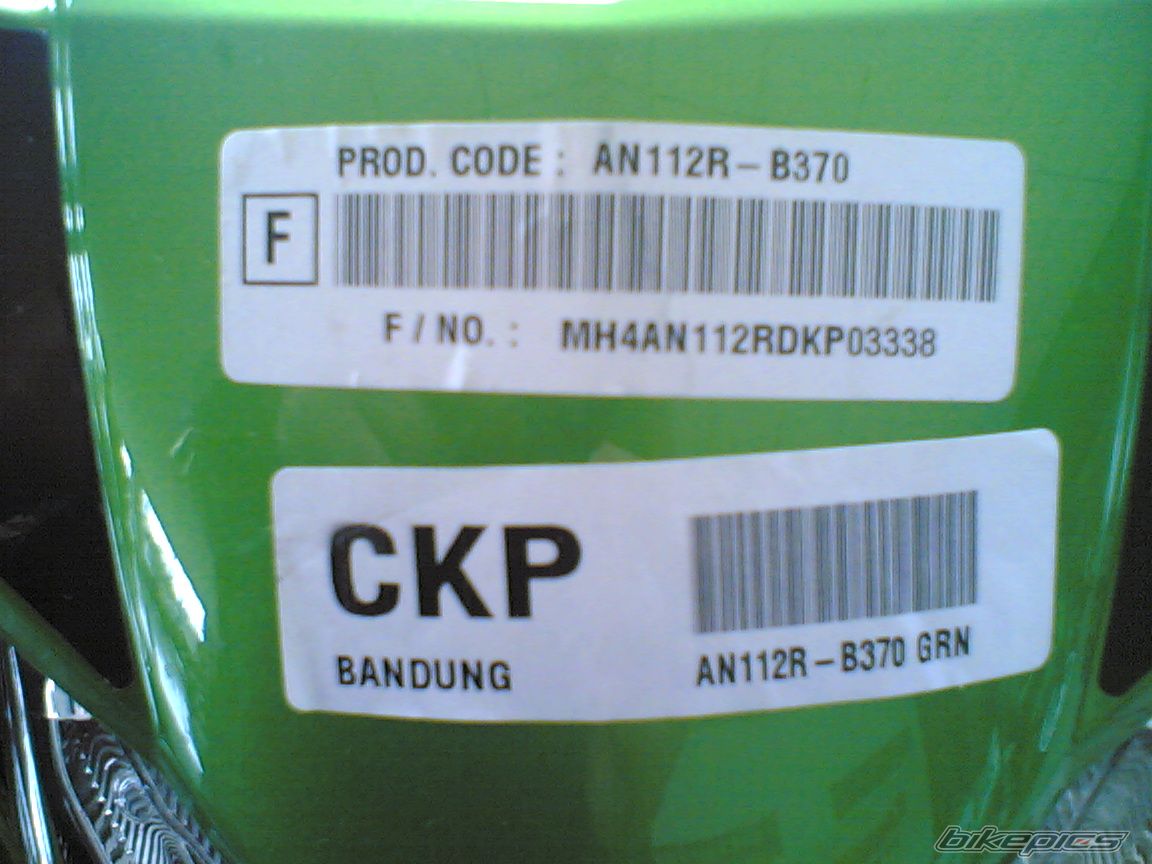 PROD. CODE : AN112R-B370
F
F / NO. : MH4AN112RDKP03338
CKP
BANDUNG
AN112R-B370 GRN
bikepics